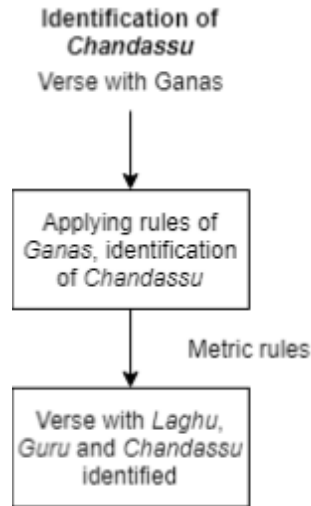 Identification of
Chandassu
Verse with Ganas
Applying rules of
Ganas, identification
of Chandassu
Metric rules
Verse with Laghu,
Guru and Chandassu
identified